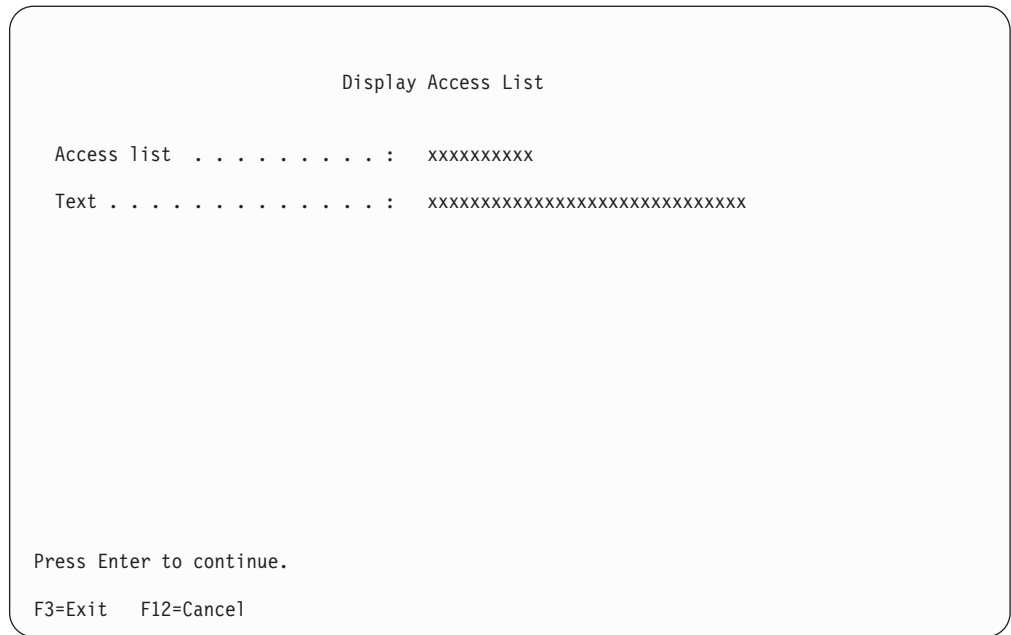 Display Access List
Access list . . . . . . . . . : xxxxxxxxxx
Text . . . . . . . . . . . . . : xxxxxxxxxxxxxxxxxxxxxxxxxxxxxx
Press Enter to continue.
F3=Exit F12=Cancel